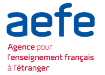 aefe
Agence pour
l'enseignement français
à l'étranger